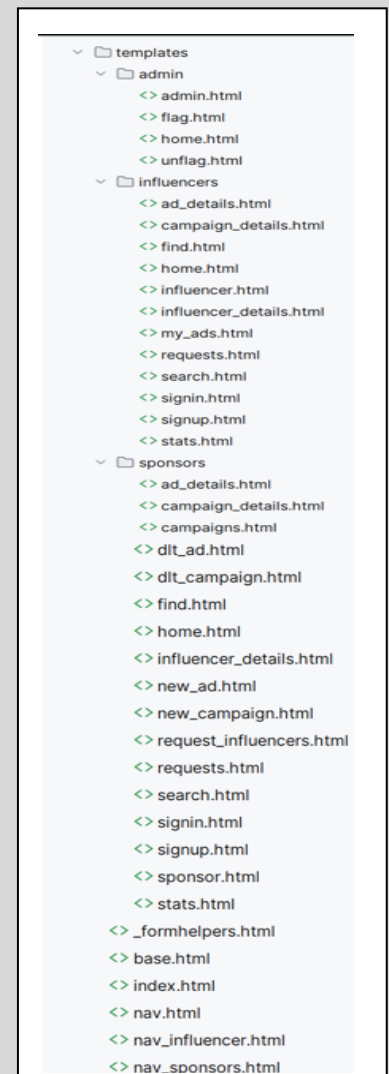 templates
admin
<> admin.html
<> flag.html
<> home.html
<> unflag.html
influencers
<> ad_details.html
<> campaign_details.html
<> find.html
<> home.html
<> influencer.html
<> influencer_details.html
<> my_ads.html
<> requests.html
<> search.html
<> signin.html
<> signup.html
<> stats.html
sponsors
<> ad_details.html
<> campaign_details.html
<> campaigns.html
<> dlt_ad.html
<> dlt_campaign.html
<> find.html
<> home.html
<> influencer_details.html
<> new_ad.html
<> new_campaign.html
<> request_influencers.html
<> requests.html
<> search.html
<> signin.html
<> signup.html
<> sponsor.html
<> stats.html
<> _formhelpers.html
<> base.html
<> index.html
<> nav.html
<> nav_influencer.html
<> nav_sponsors.html